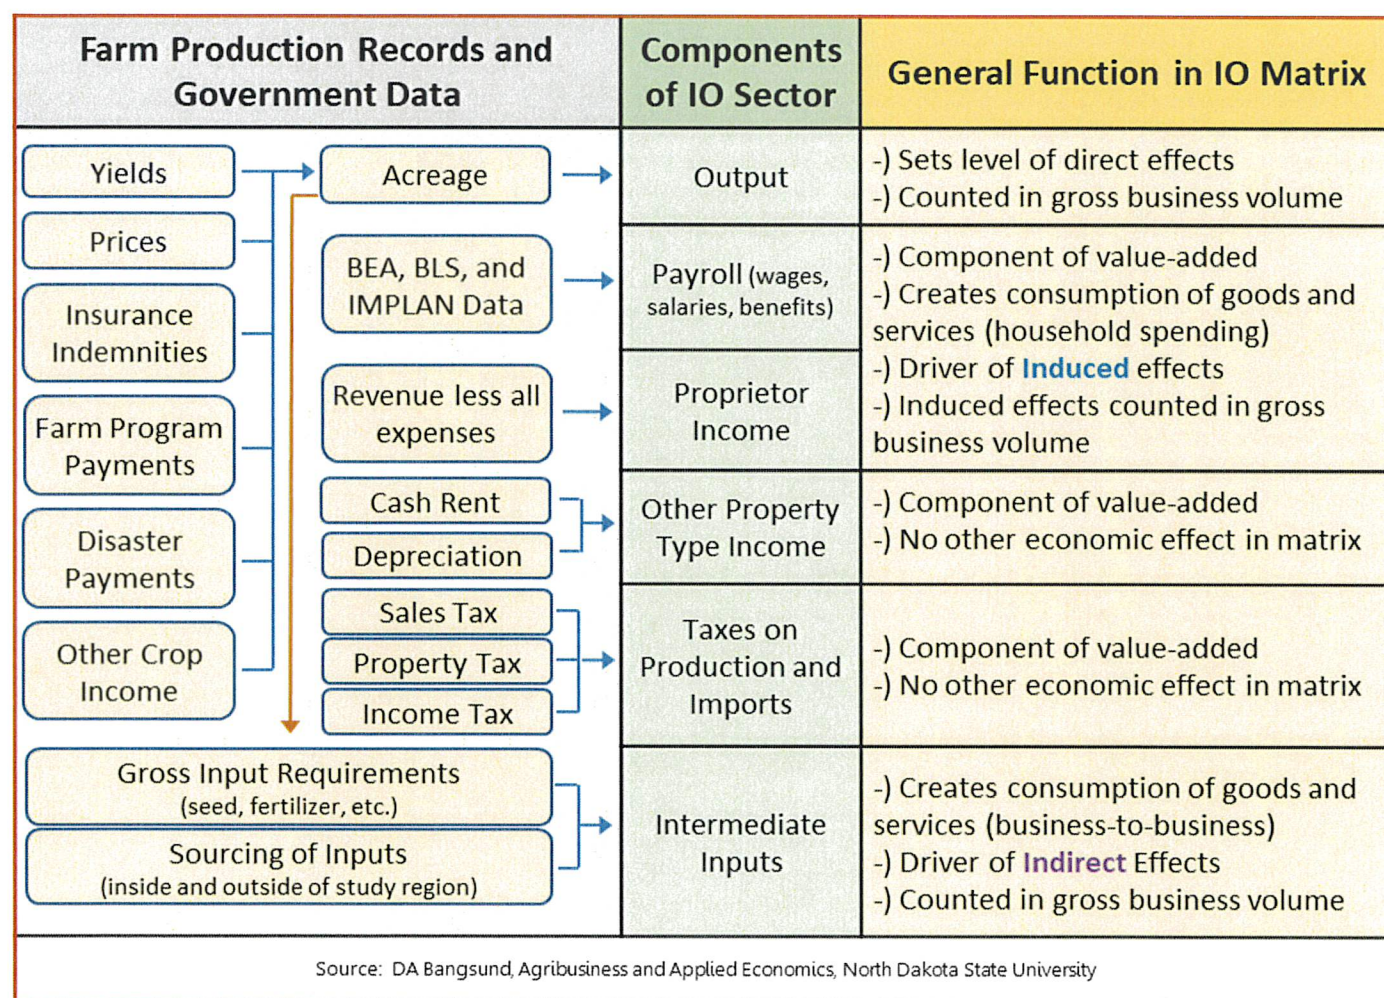 Farm Production Records and
Government Data
Components
of IO Sector
General Function in IO Matrix
Yields
Prices
Insurance
Indemnities
Farm Program
Payments
Disaster
Payments
Other Crop
Income
Acreage
BEA, BLS, and
IMPLAN Data
Revenue less all
expenses
Cash Rent
Depreciation
Sales Tax
Property Tax
Income Tax
Gross Input Requirements
(seed, fertilizer, etc.)
Sourcing of Inputs
(inside and outside of study region)
Output
-) Sets level of direct effects
-) Counted in gross business volume
Payroll (wages,
salaries, benefits)
Proprietor
Income
-) Component of value-added
-) Creates consumption of goods and
services (household spending)
-) Driver of Induced effects
-) Induced effects counted in gross
business volume
Other Property
Type Income
-) Component of value-added
-) No other economic effect in matrix
Taxes on
Production and
Imports
-) Component of value-added
-) No other economic effect in matrix
Intermediate
Inputs
-) Creates consumption of goods and
services (business-to-business)
-) Driver of Indirect Effects
-) Counted in gross business volume
Source: DA Bangsund, Agribusiness and Applied Economics, North Dakota State University